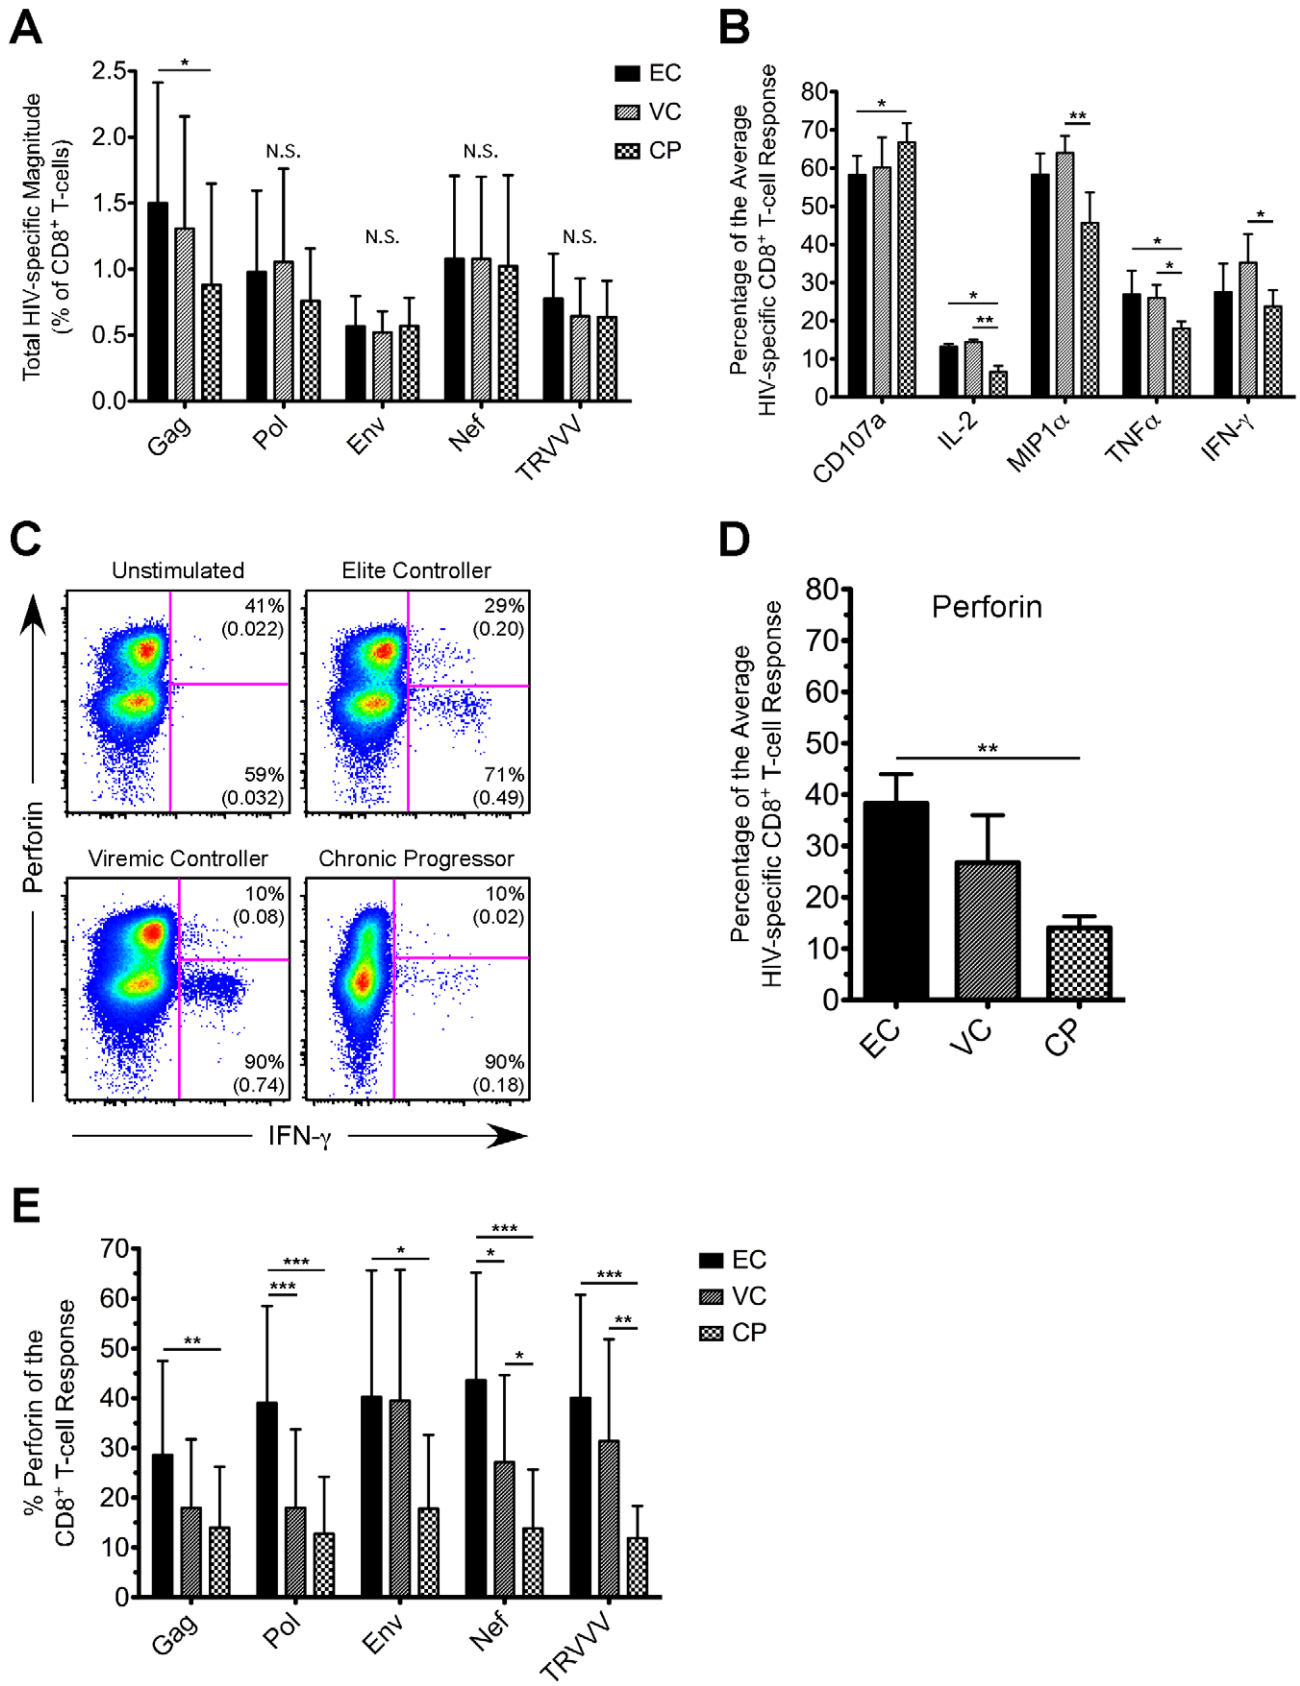 A
Total HIV-specific Magnitude
(% of CD8+ T-cells)
2.5
2.0
1.5
1.0
0.5
0.0
*
N.S.
N.S.
N.S.
N.S.
Gag
Pol
Env
Nef
TRVVV
EC
VC
CP
B
Percentage of the Average
HIV-specific CD8+ T-cell Response
80
70
60
50
40
30
20
10
0
*
*
**
**
*
*
*
CD107a
IL-2
MIP1α
TNFα
IFN-γ
C
Perforin
Unstimulated
41%
(0.022)
59%
(0.032)
Elite Controller
29%
(0.20)
71%
(0.49)
Viremic Controller
10%
(0.08)
90%
(0.74)
Chronic Progressor
10%
(0.02)
90%
(0.18)
IFN-γ
D
Percentage of the Average
HIV-specific CD8+ T-cell Response
Perforin
80
70
60
50
40
30
20
10
0
**
EC
VC
CP
E
% Perforin of the
CD8+ T-cell Response
70
60
50
40
30
20
10
0
**
***
***
*
***
*
*
***
**
Gag
Pol
Env
Nef
TRVVV
EC
VC
CP